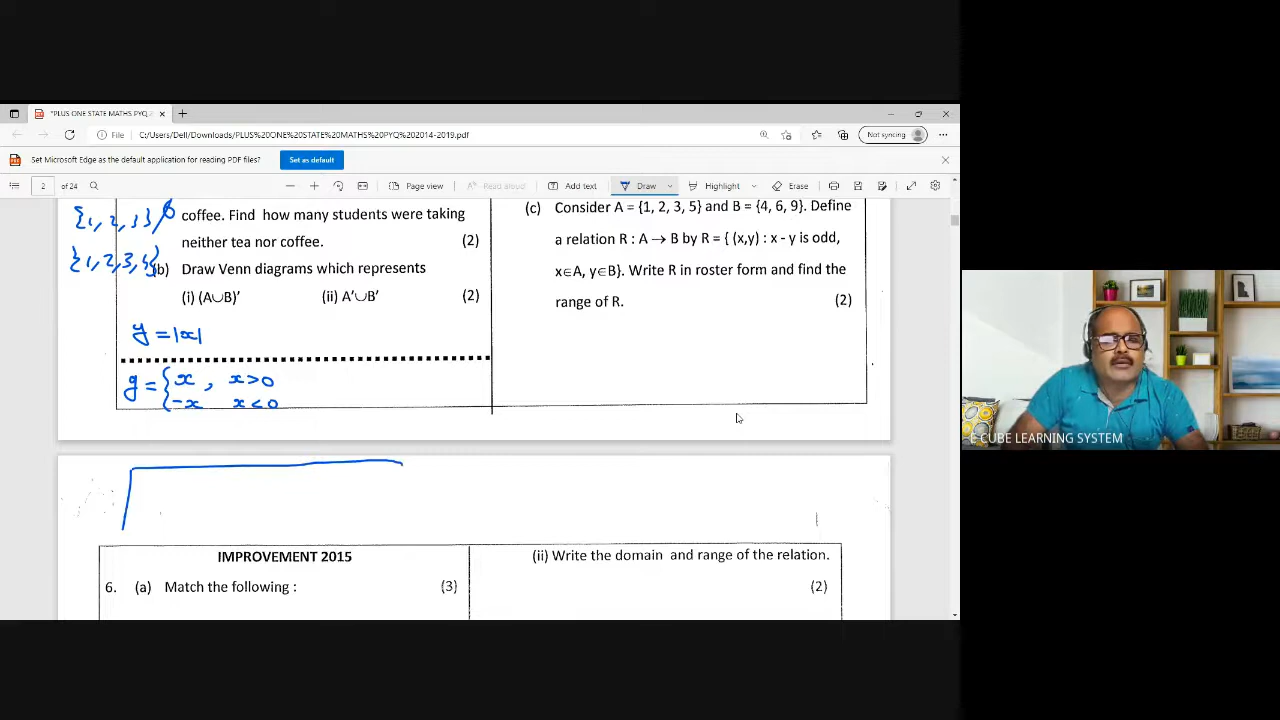 *PLUS ONE STATE MATHS PYQ 2
File
C:/Users/Dell/Downloads/PLUS%20ONE%20STATE%20MATHS%20PYQ%202014-2019.pdf
Not syncing
Set Microsoft Edge as the default application for reading PDF files?
Set as default
2 of 24
Page view
Read aloud
Add text
Draw
Highlight
Erase
{1, 2, 3}
coffee. Find how many students were taking
neither tea nor coffee. (2)
{1, 2, 3, 4}
(b) Draw Venn diagrams which represents
(i) (A∪B)′ (ii) A′∪B′ (2)
y = |x|
y = { x , x > 0
-x x < 0
(c) Consider A = {1, 2, 3, 5} and B = {4, 6, 9}. Define
a relation R : A → B by R = { (x,y) : x - y is odd,
x∈A, y∈B}. Write R in roster form and find the
range of R. (2)
IMPROVEMENT 2015
6. (a) Match the following : (3)
(ii) Write the domain and range of the relation.
(2)
E CUBE LEARNING SYSTEM